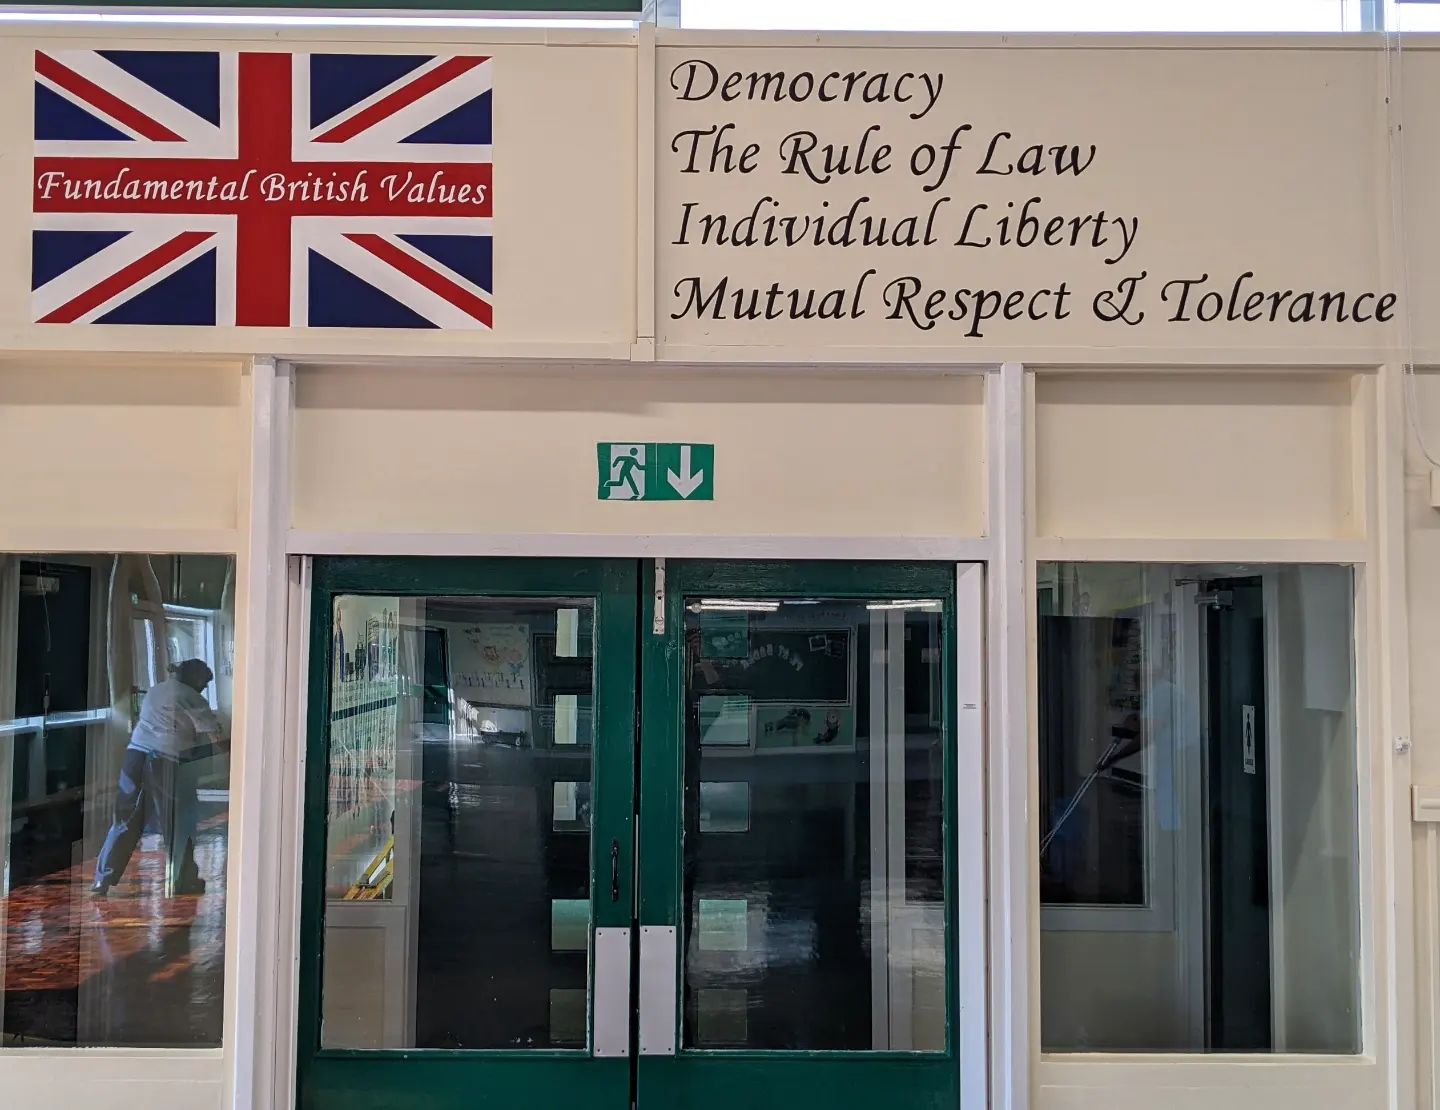 Fundamental British Values
Democracy
The Rule of Law
Individual Liberty
Mutual Respect & Tolerance